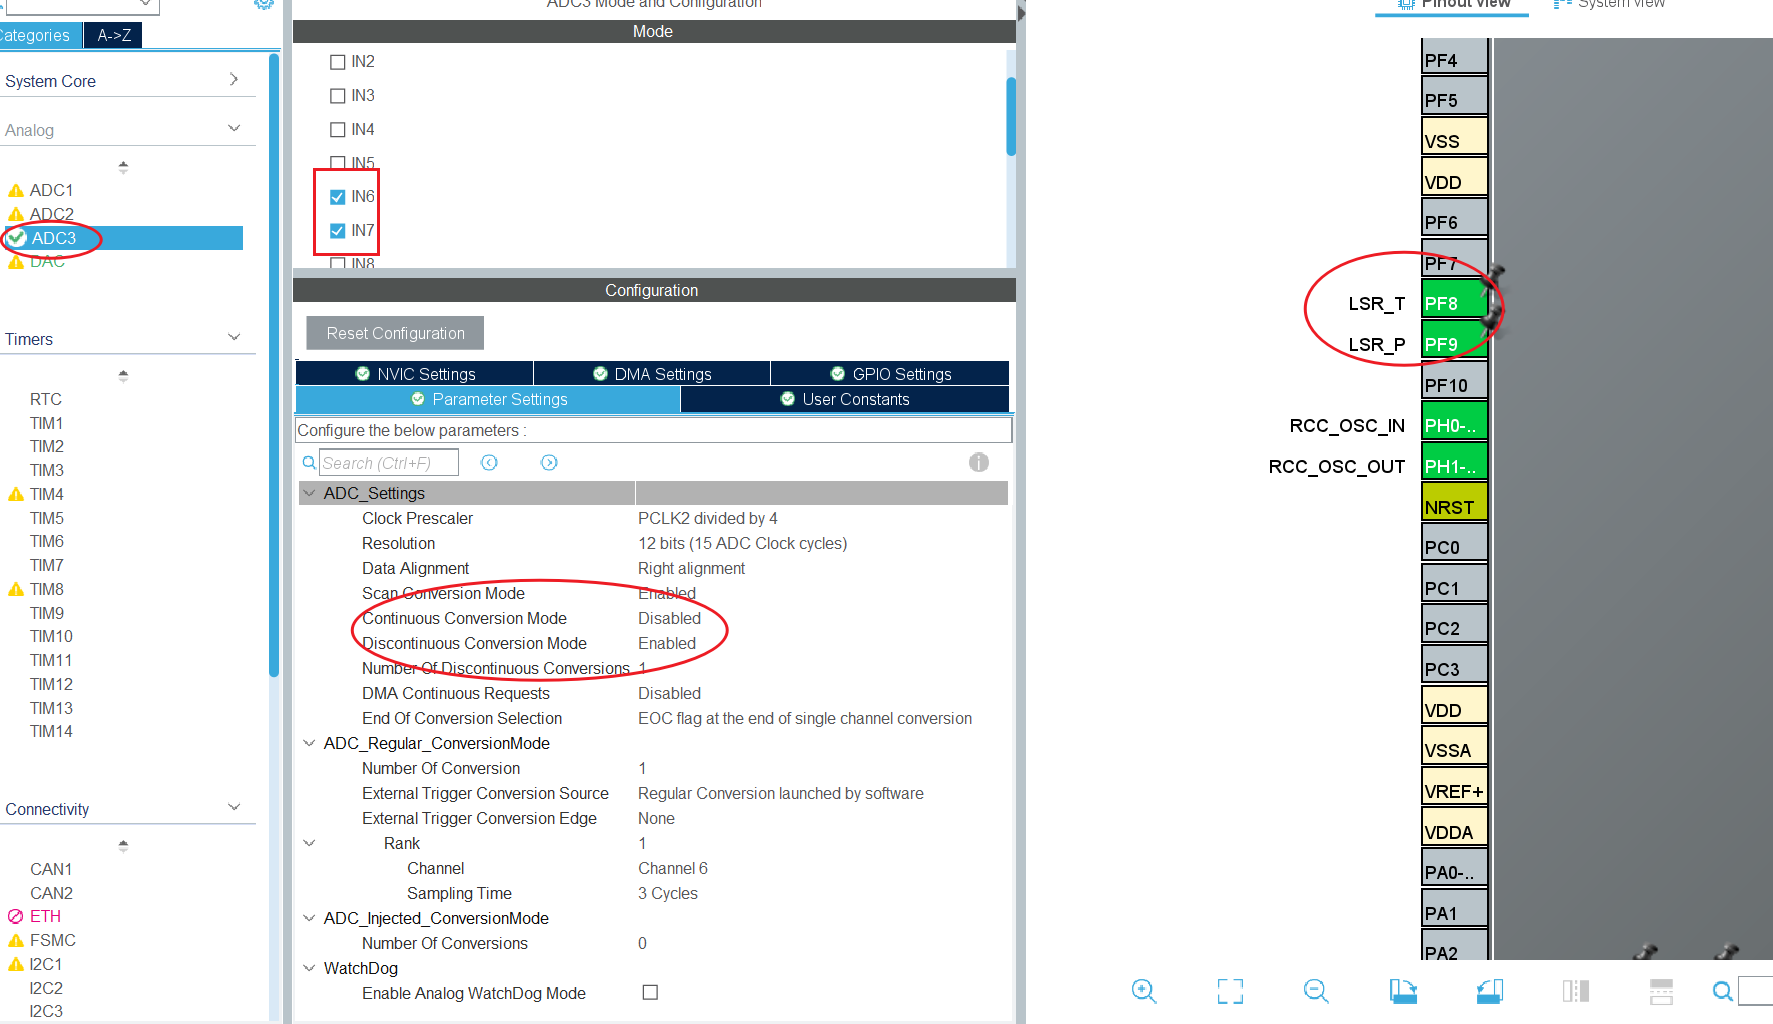 ADC3 Mode and Configuration
Pinout view
System view
Categories
A->Z
System Core
Analog
ADC1
ADC2
ADC3
DAC
Timers
RTC
TIM1
TIM2
TIM3
TIM4
TIM5
TIM6
TIM7
TIM8
TIM9
TIM10
TIM11
TIM12
TIM13
TIM14
Connectivity
CAN1
CAN2
ETH
FSMC
I2C1
I2C2
I2C3
Mode
IN2
IN3
IN4
IN5
IN6
IN7
IN8
Configuration
Reset Configuration
NVIC Settings
DMA Settings
GPIO Settings
Parameter Settings
User Constants
Configure the below parameters :
Search (Ctrl+F)
ADC_Settings
Clock Prescaler PCLK2 divided by 4
Resolution 12 bits (15 ADC Clock cycles)
Data Alignment Right alignment
Scan Conversion Mode Enabled
Continuous Conversion Mode Disabled
Discontinuous Conversion Mode Enabled
Number Of Discontinuous Conversions 1
DMA Continuous Requests Disabled
End Of Conversion Selection EOC flag at the end of single channel conversion
ADC_Regular_ConversionMode
Number Of Conversion 1
External Trigger Conversion Source Regular Conversion launched by software
External Trigger Conversion Edge None
Rank 1
Channel Channel 6
Sampling Time 3 Cycles
ADC_Injected_ConversionMode
Number Of Conversions 0
WatchDog
Enable Analog WatchDog Mode
PF4
PF5
VSS
VDD
PF6
PF7
LSR_T PF8
LSR_P PF9
PF10
RCC_OSC_IN PH0-..
RCC_OSC_OUT PH1-..
NRST
PC0
PC1
PC2
PC3
VDD
VSSA
VREF+
VDDA
PA0-..
PA1
PA2